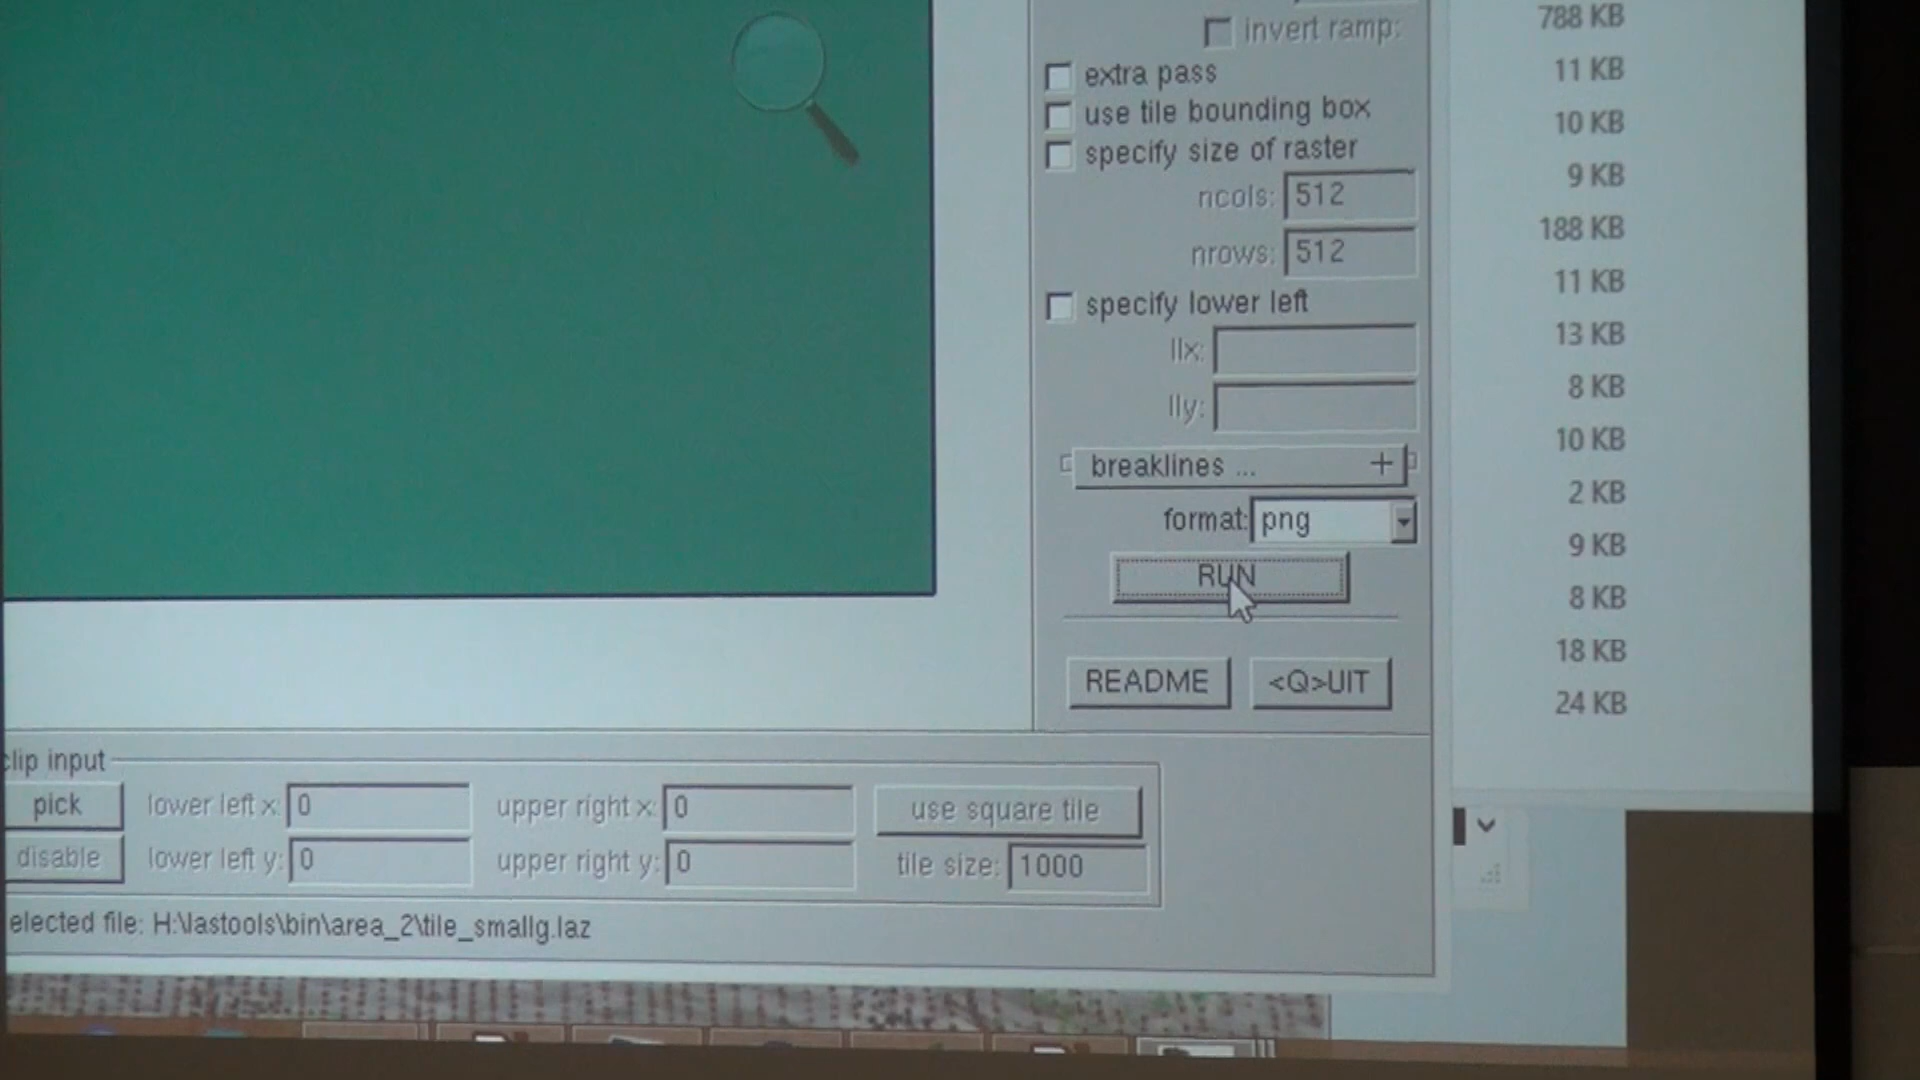 invert ramp:
extra pass
use tile bounding box
specify size of raster
ncols: 512
nrows: 512
specify lower left
llx:
lly:
breaklines ... +
format: png
RUN
README <Q>UIT
788 KB
11 KB
10 KB
9 KB
188 KB
11 KB
13 KB
8 KB
10 KB
2 KB
9 KB
8 KB
18 KB
24 KB
clip input
pick lower left x: 0 upper right x: 0 use square tile
disable lower left y: 0 upper right y: 0 tile size: 1000
elected file: H:\lastools\bin\area_2\tile_smallg.laz